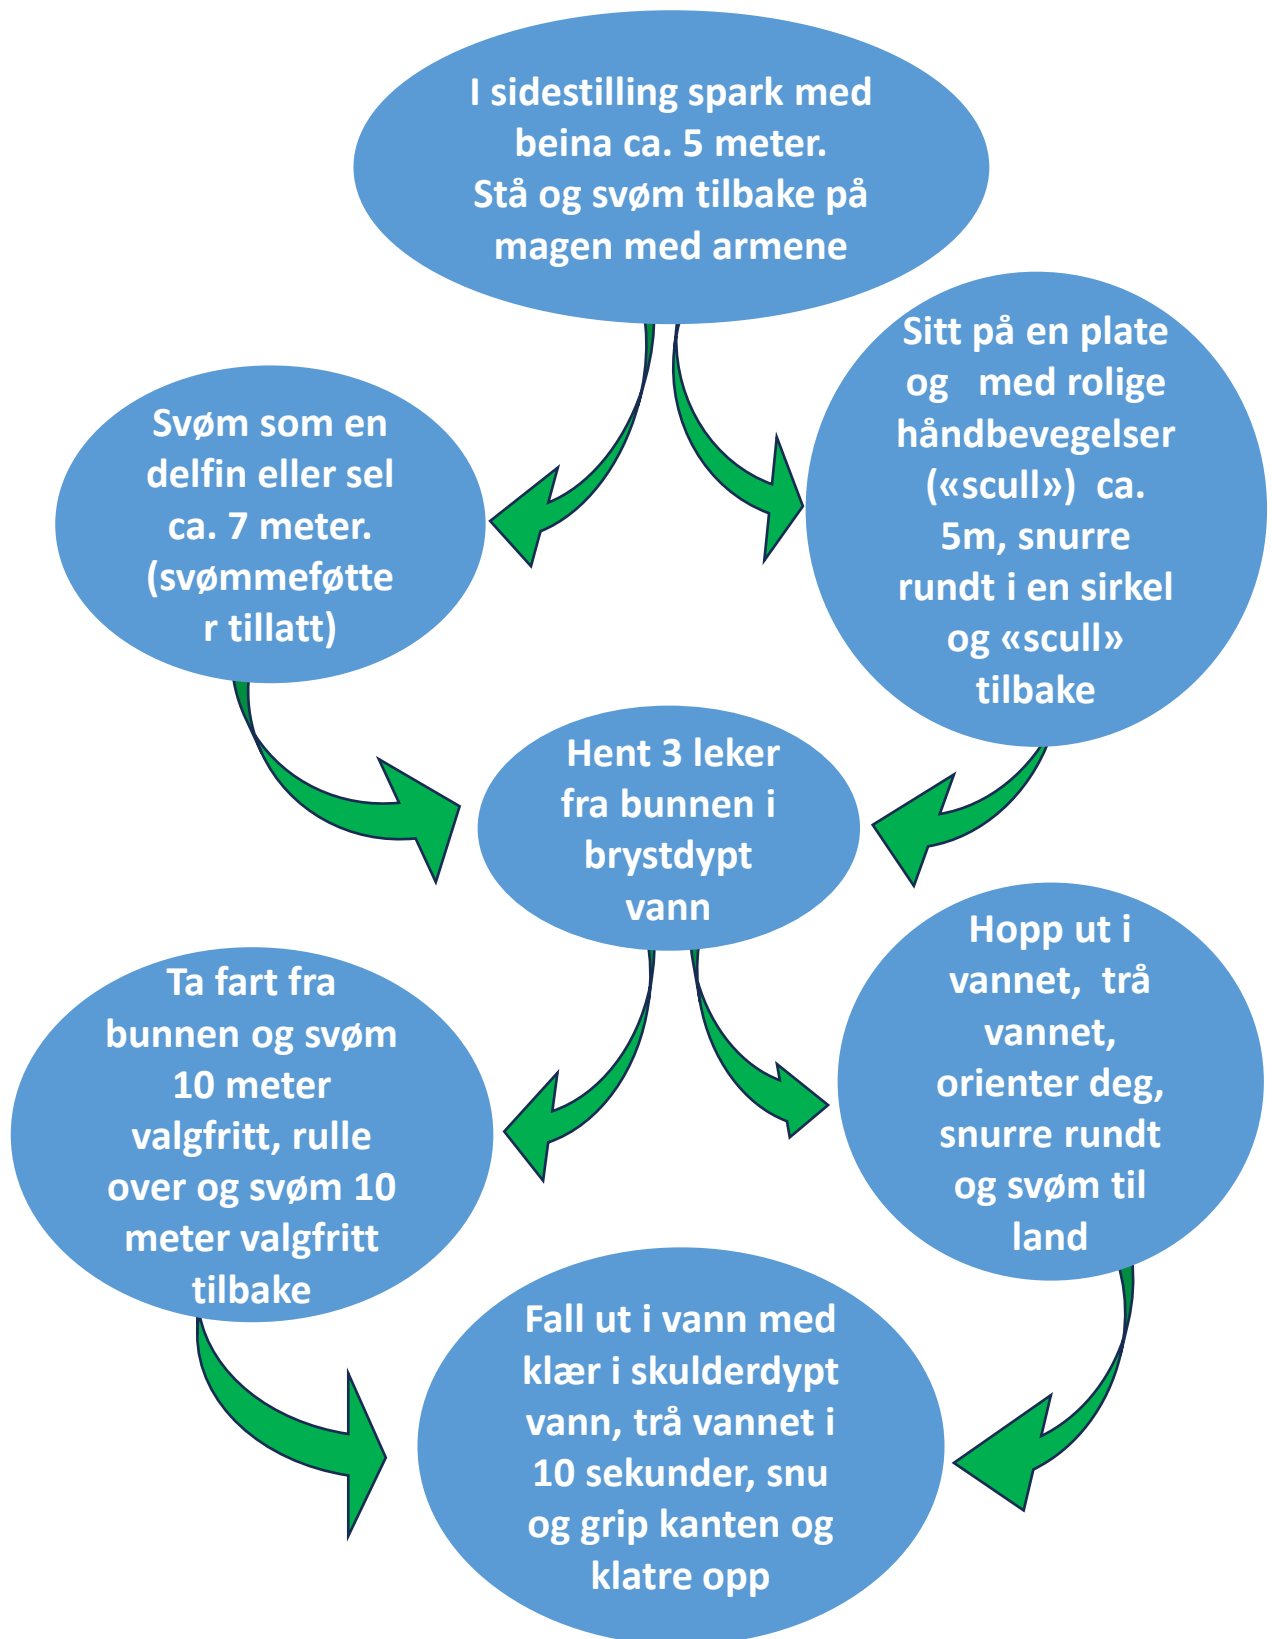 I sidestilling spark med
beina ca. 5 meter.
Stå og svøm tilbake på
magen med armene
Svøm som en
delfin eller sel
ca. 7 meter.
(svømmeføtte
r tillatt)
Sitt på en plate
og   med rolige
håndbevegelser
(«scull»)  ca.
5m, snurre
rundt i en sirkel
og «scull»
tilbake
Hent 3 leker
fra bunnen i
brystdypt
vann
Ta fart fra
bunnen og svøm
10 meter
valgfritt, rulle
over og svøm 10
meter valgfritt
tilbake
Hopp ut i
vannet,  trå
vannet,
orienter deg,
snurre rundt
og svøm til
land
Fall ut i vann med
klær i skulderdypt
vann, trå vannet i
10 sekunder, snu
og grip kanten og
klatre opp